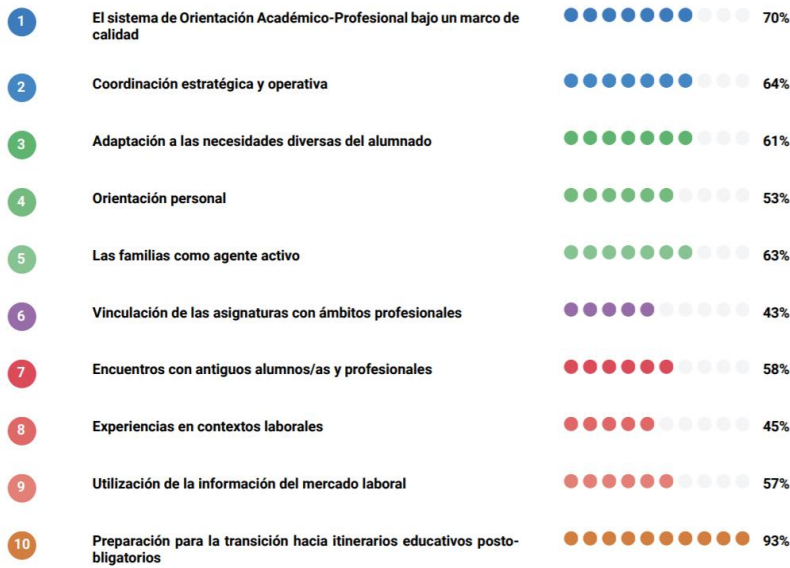 1 El sistema de Orientación Académico-Profesional bajo un marco de 70%
calidad
2 Coordinación estratégica y operativa 64%
3 Adaptación a las necesidades diversas del alumnado 61%
4 Orientación personal 53%
5 Las familias como agente activo 63%
6 Vinculación de las asignaturas con ámbitos profesionales 43%
7 Encuentros con antiguos alumnos/as y profesionales 58%
8 Experiencias en contextos laborales 45%
9 Utilización de la información del mercado laboral 57%
10 Preparación para la transición hacia itinerarios educativos posto- 93%
bligatorios